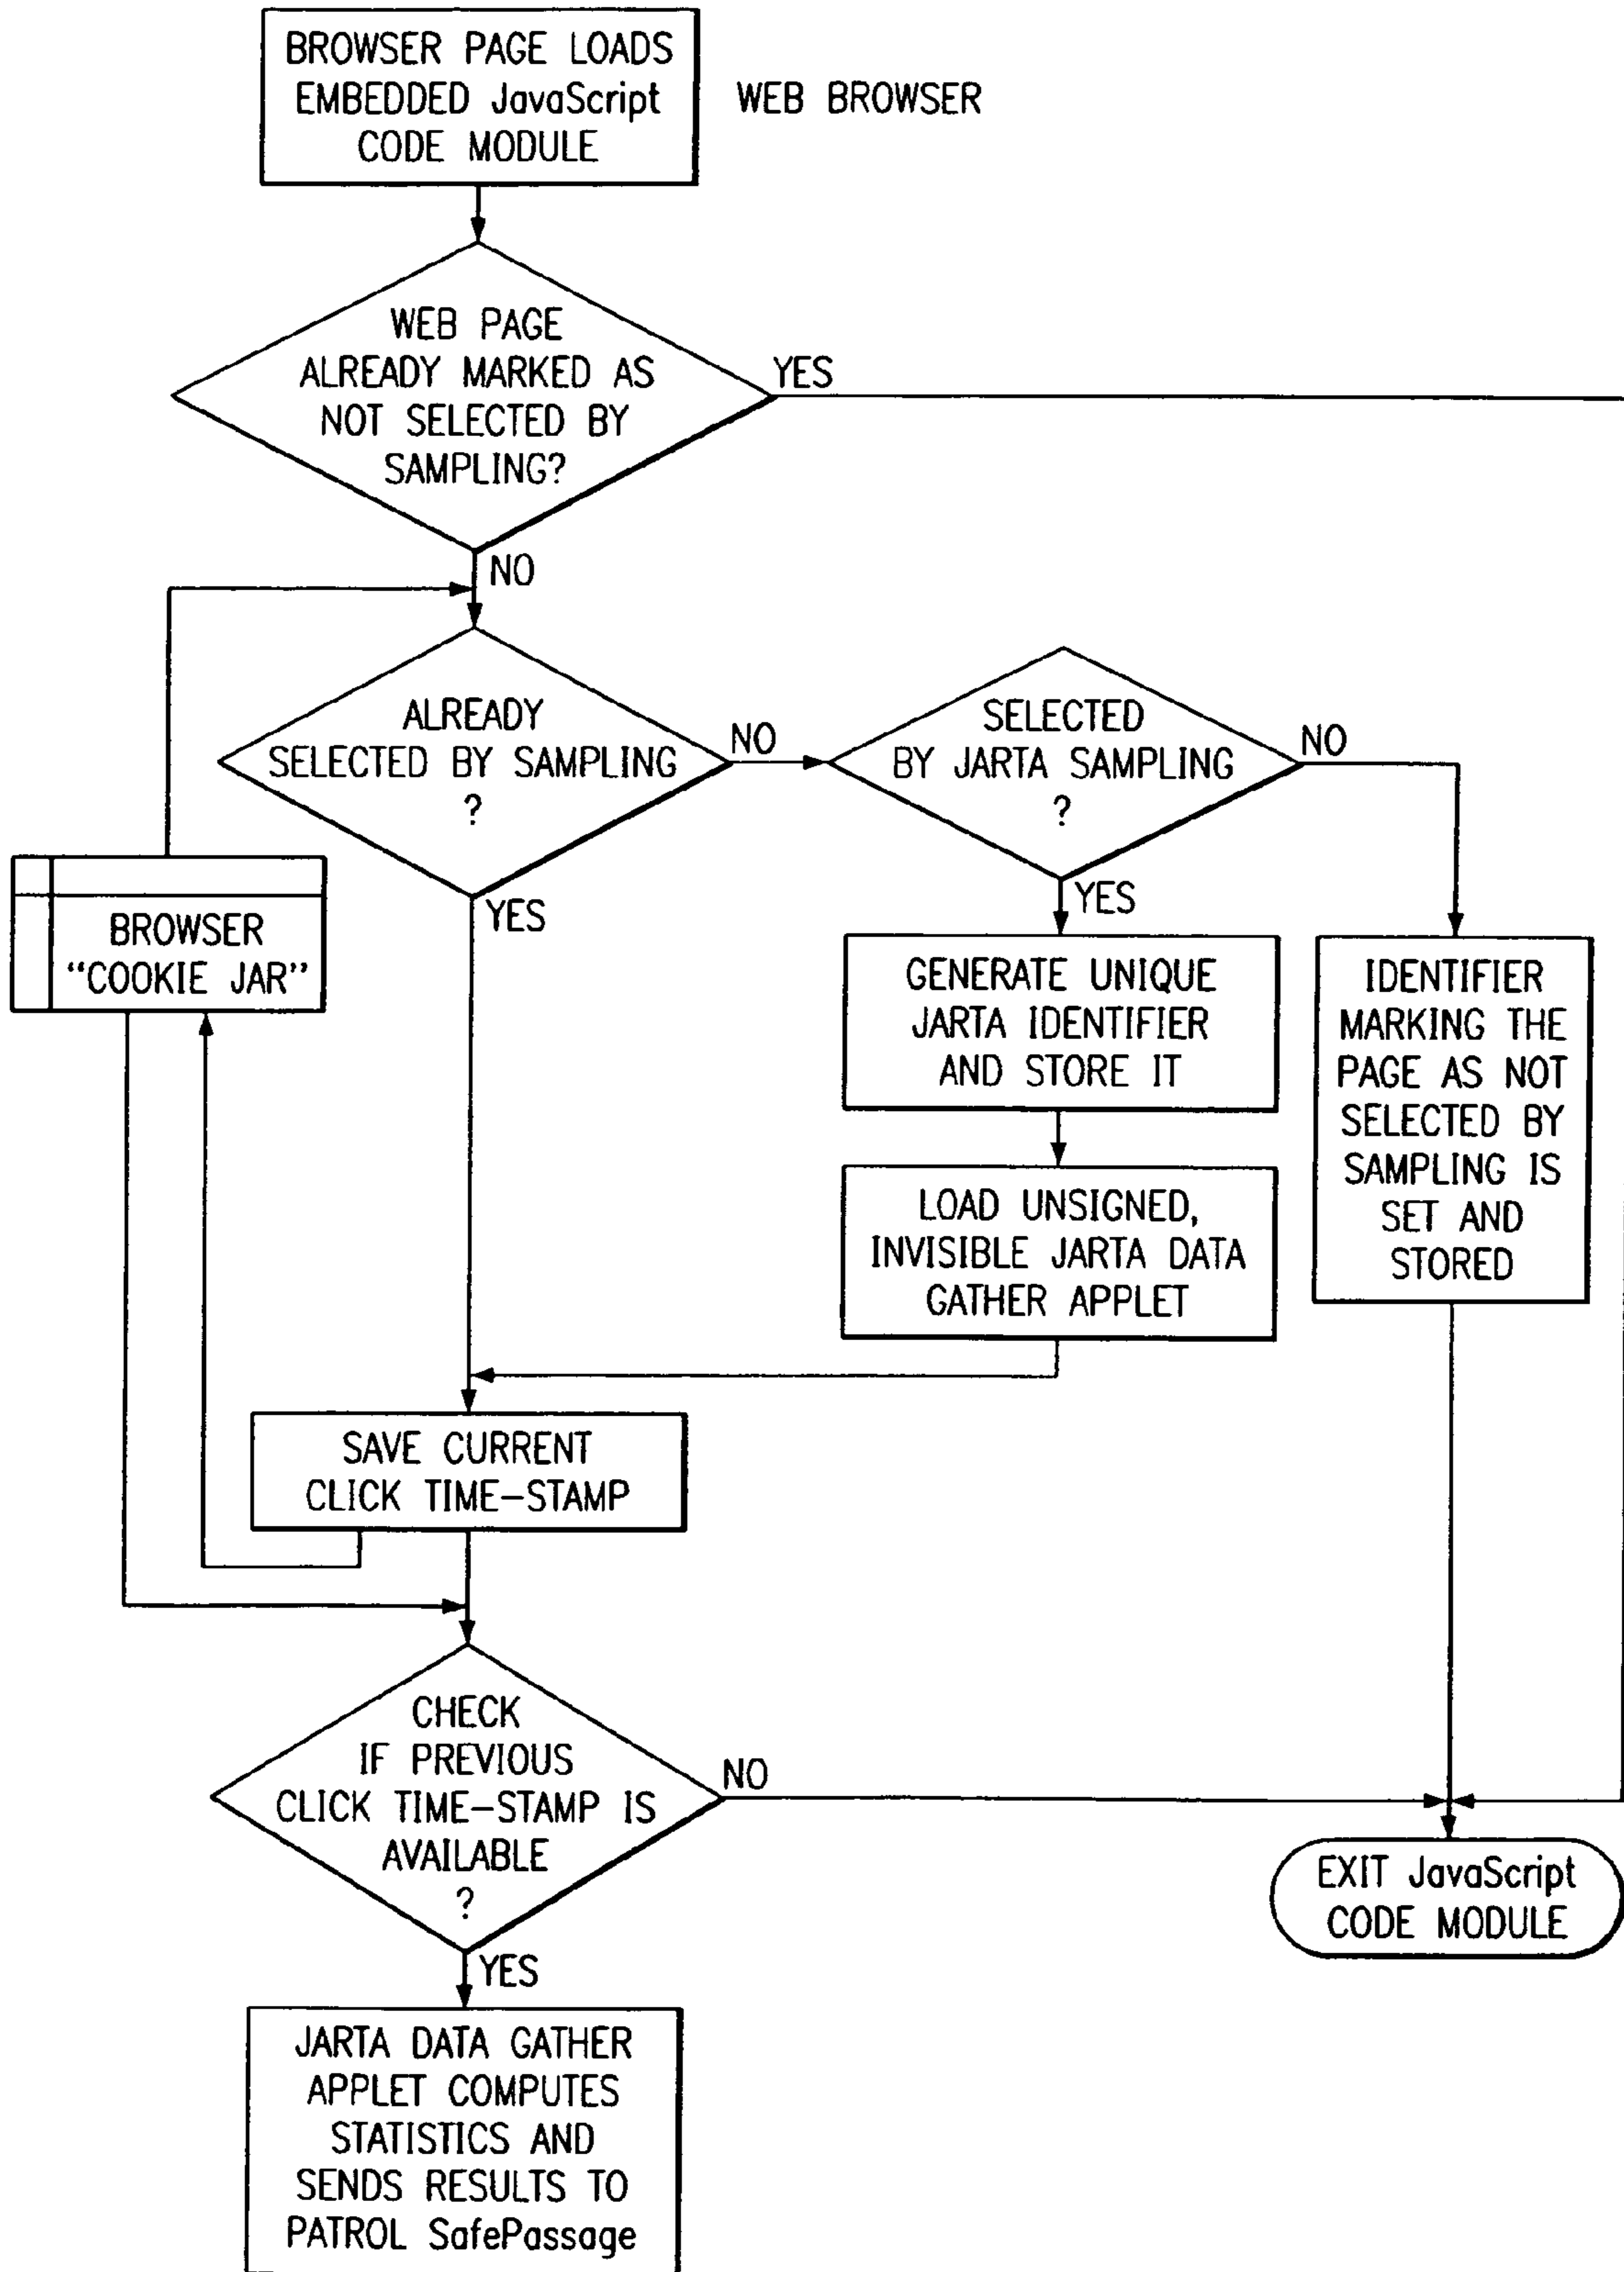 BROWSER PAGE LOADS
EMBEDDED JavaScript
CODE MODULE
WEB BROWSER
WEB PAGE
ALREADY MARKED AS
NOT SELECTED BY
SAMPLING?
YES
NO
ALREADY
SELECTED BY SAMPLING
?
NO
YES
SELECTED
BY JARTA SAMPLING
?
NO
YES
BROWSER
“COOKIE JAR”
GENERATE UNIQUE
JARTA IDENTIFIER
AND STORE IT
IDENTIFIER
MARKING THE
PAGE AS NOT
SELECTED BY
SAMPLING IS
SET AND
STORED
LOAD UNSIGNED,
INVISIBLE JARTA DATA
GATHER APPLET
SAVE CURRENT
CLICK TIME-STAMP
CHECK
IF PREVIOUS
CLICK TIME-STAMP IS
AVAILABLE
?
NO
YES
EXIT JavaScript
CODE MODULE
JARTA DATA GATHER
APPLET COMPUTES
STATISTICS AND
SENDS RESULTS TO
PATROL SafePassage